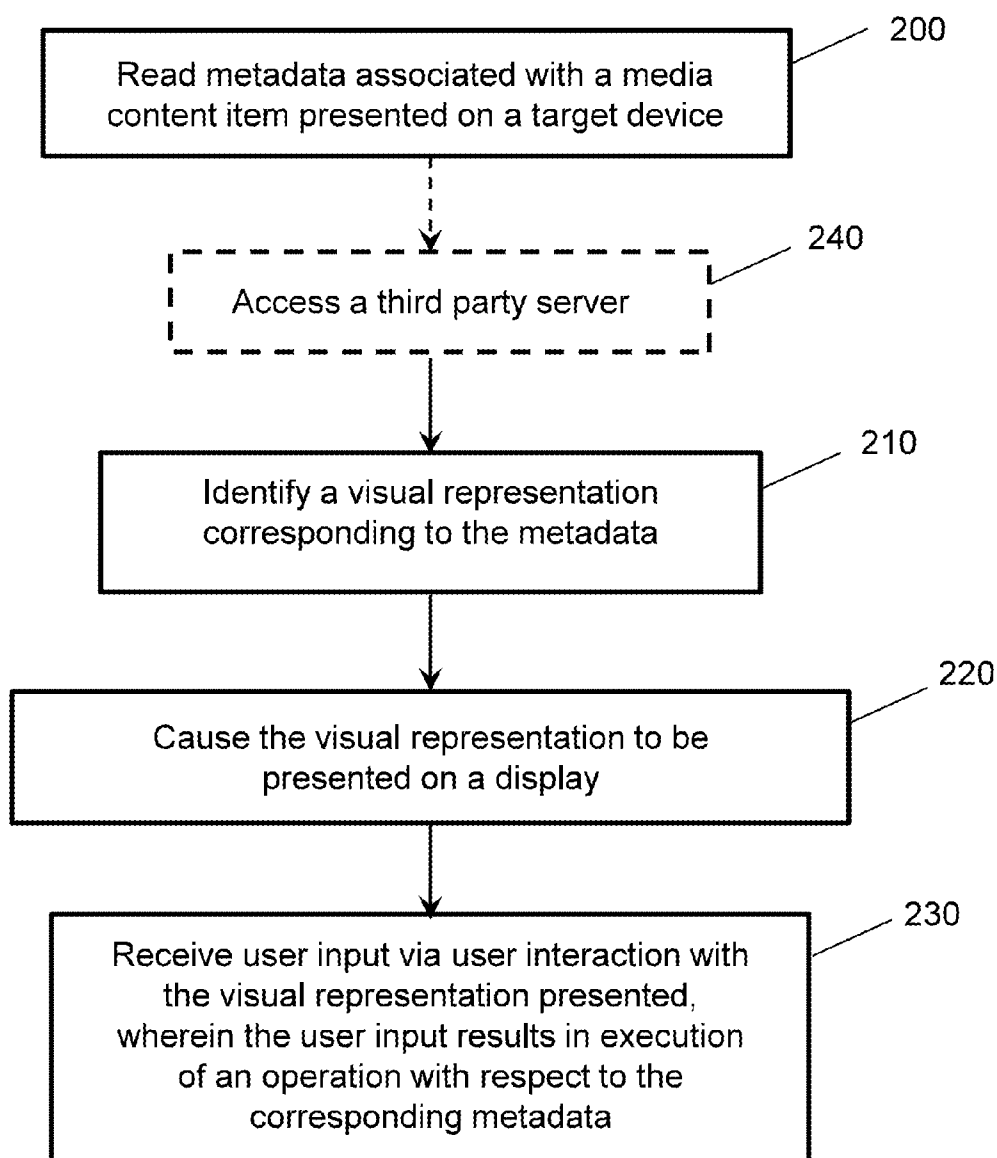 200
Read metadata associated with a media
content item presented on a target device
240
Access a third party server
210
Identify a visual representation
corresponding to the metadata
220
Cause the visual representation to be
presented on a display
230
Receive user input via user interaction with
the visual representation presented,
wherein the user input results in execution
of an operation with respect to the
corresponding metadata